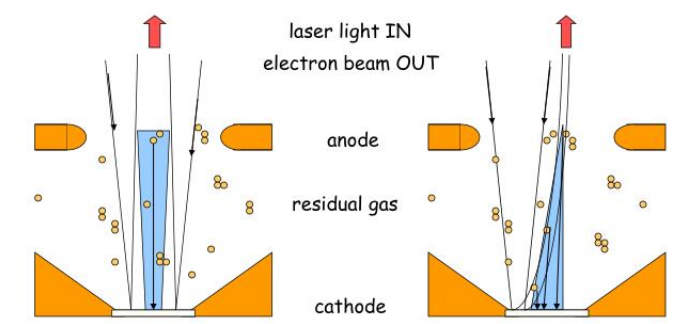 laser light IN
electron beam OUT
anode
residual gas
cathode